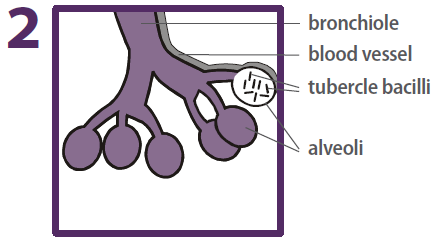 2
bronchiole
blood vessel
tubercle bacilli
alveoli